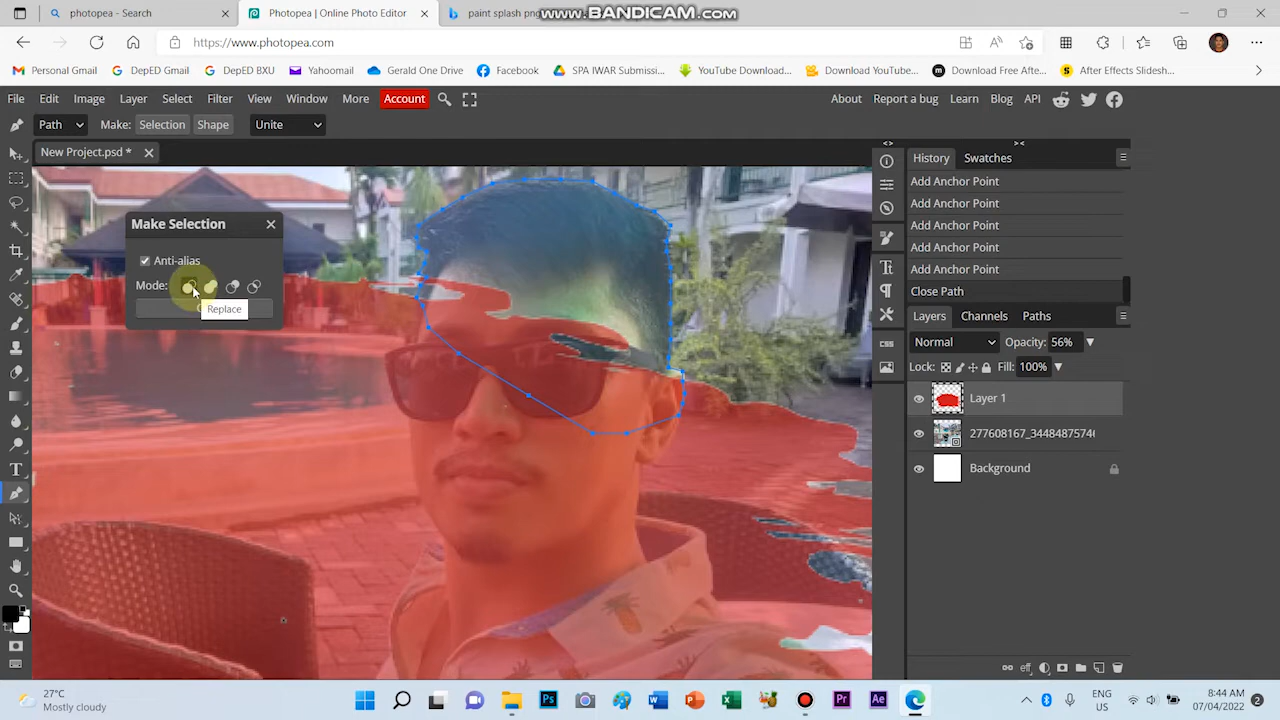 photopea - Search
Photopea | Online Photo Editor
paint splash png
www.BANDICAM.com
https://www.photopea.com
Personal Gmail
DepED Gmail
DepED BXU
Yahoomail
Gerald One Drive
Facebook
SPA IWAR Submissi...
YouTube Download...
Download YouTube...
Download Free Afte...
After Effects Slidesh...
File Edit Image Layer Select Filter View Window More Account
About Report a bug Learn Blog API
Path Make: Selection Shape Unite
New Project.psd *
Make Selection
Anti-alias
Mode:
Replace
History Swatches
Add Anchor Point
Add Anchor Point
Add Anchor Point
Add Anchor Point
Add Anchor Point
Close Path
Layers Channels Paths
Normal Opacity: 56%
Lock: Fill: 100%
Layer 1
277608167_34484875746
Background
CSS
27°C
Mostly cloudy
ENG
US
8:44 AM
07/04/2022
2